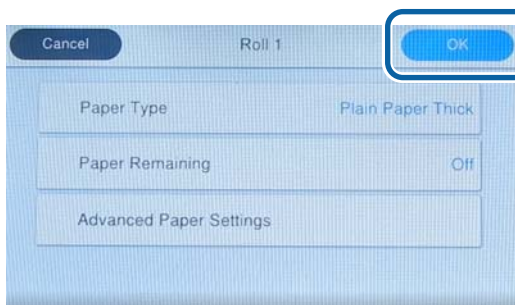 Cancel Roll 1 OK
Paper Type Plain Paper Thick
Paper Remaining Off
Advanced Paper Settings